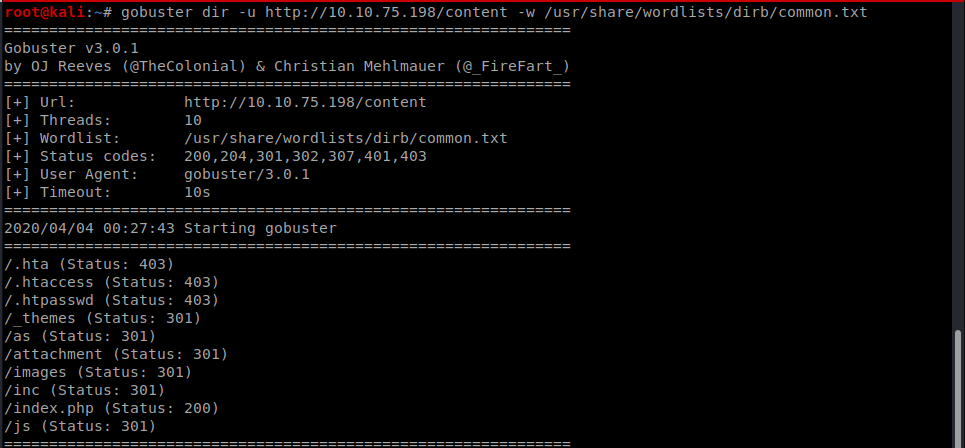 root@kali:~# gobuster dir -u http://10.10.75.198/content -w /usr/share/wordlists/dirb/common.txt
===============================================================
Gobuster v3.0.1
by OJ Reeves (@TheColonial) & Christian Mehlmauer (@_FireFart_)
===============================================================
[+] Url:            http://10.10.75.198/content
[+] Threads:        10
[+] Wordlist:       /usr/share/wordlists/dirb/common.txt
[+] Status codes:   200,204,301,302,307,401,403
[+] User Agent:     gobuster/3.0.1
[+] Timeout:        10s
===============================================================
2020/04/04 00:27:43 Starting gobuster
===============================================================
/.hta (Status: 403)
/.htaccess (Status: 403)
/.htpasswd (Status: 403)
/_themes (Status: 301)
/as (Status: 301)
/attachment (Status: 301)
/images (Status: 301)
/inc (Status: 301)
/index.php (Status: 200)
/js (Status: 301)
===============================================================